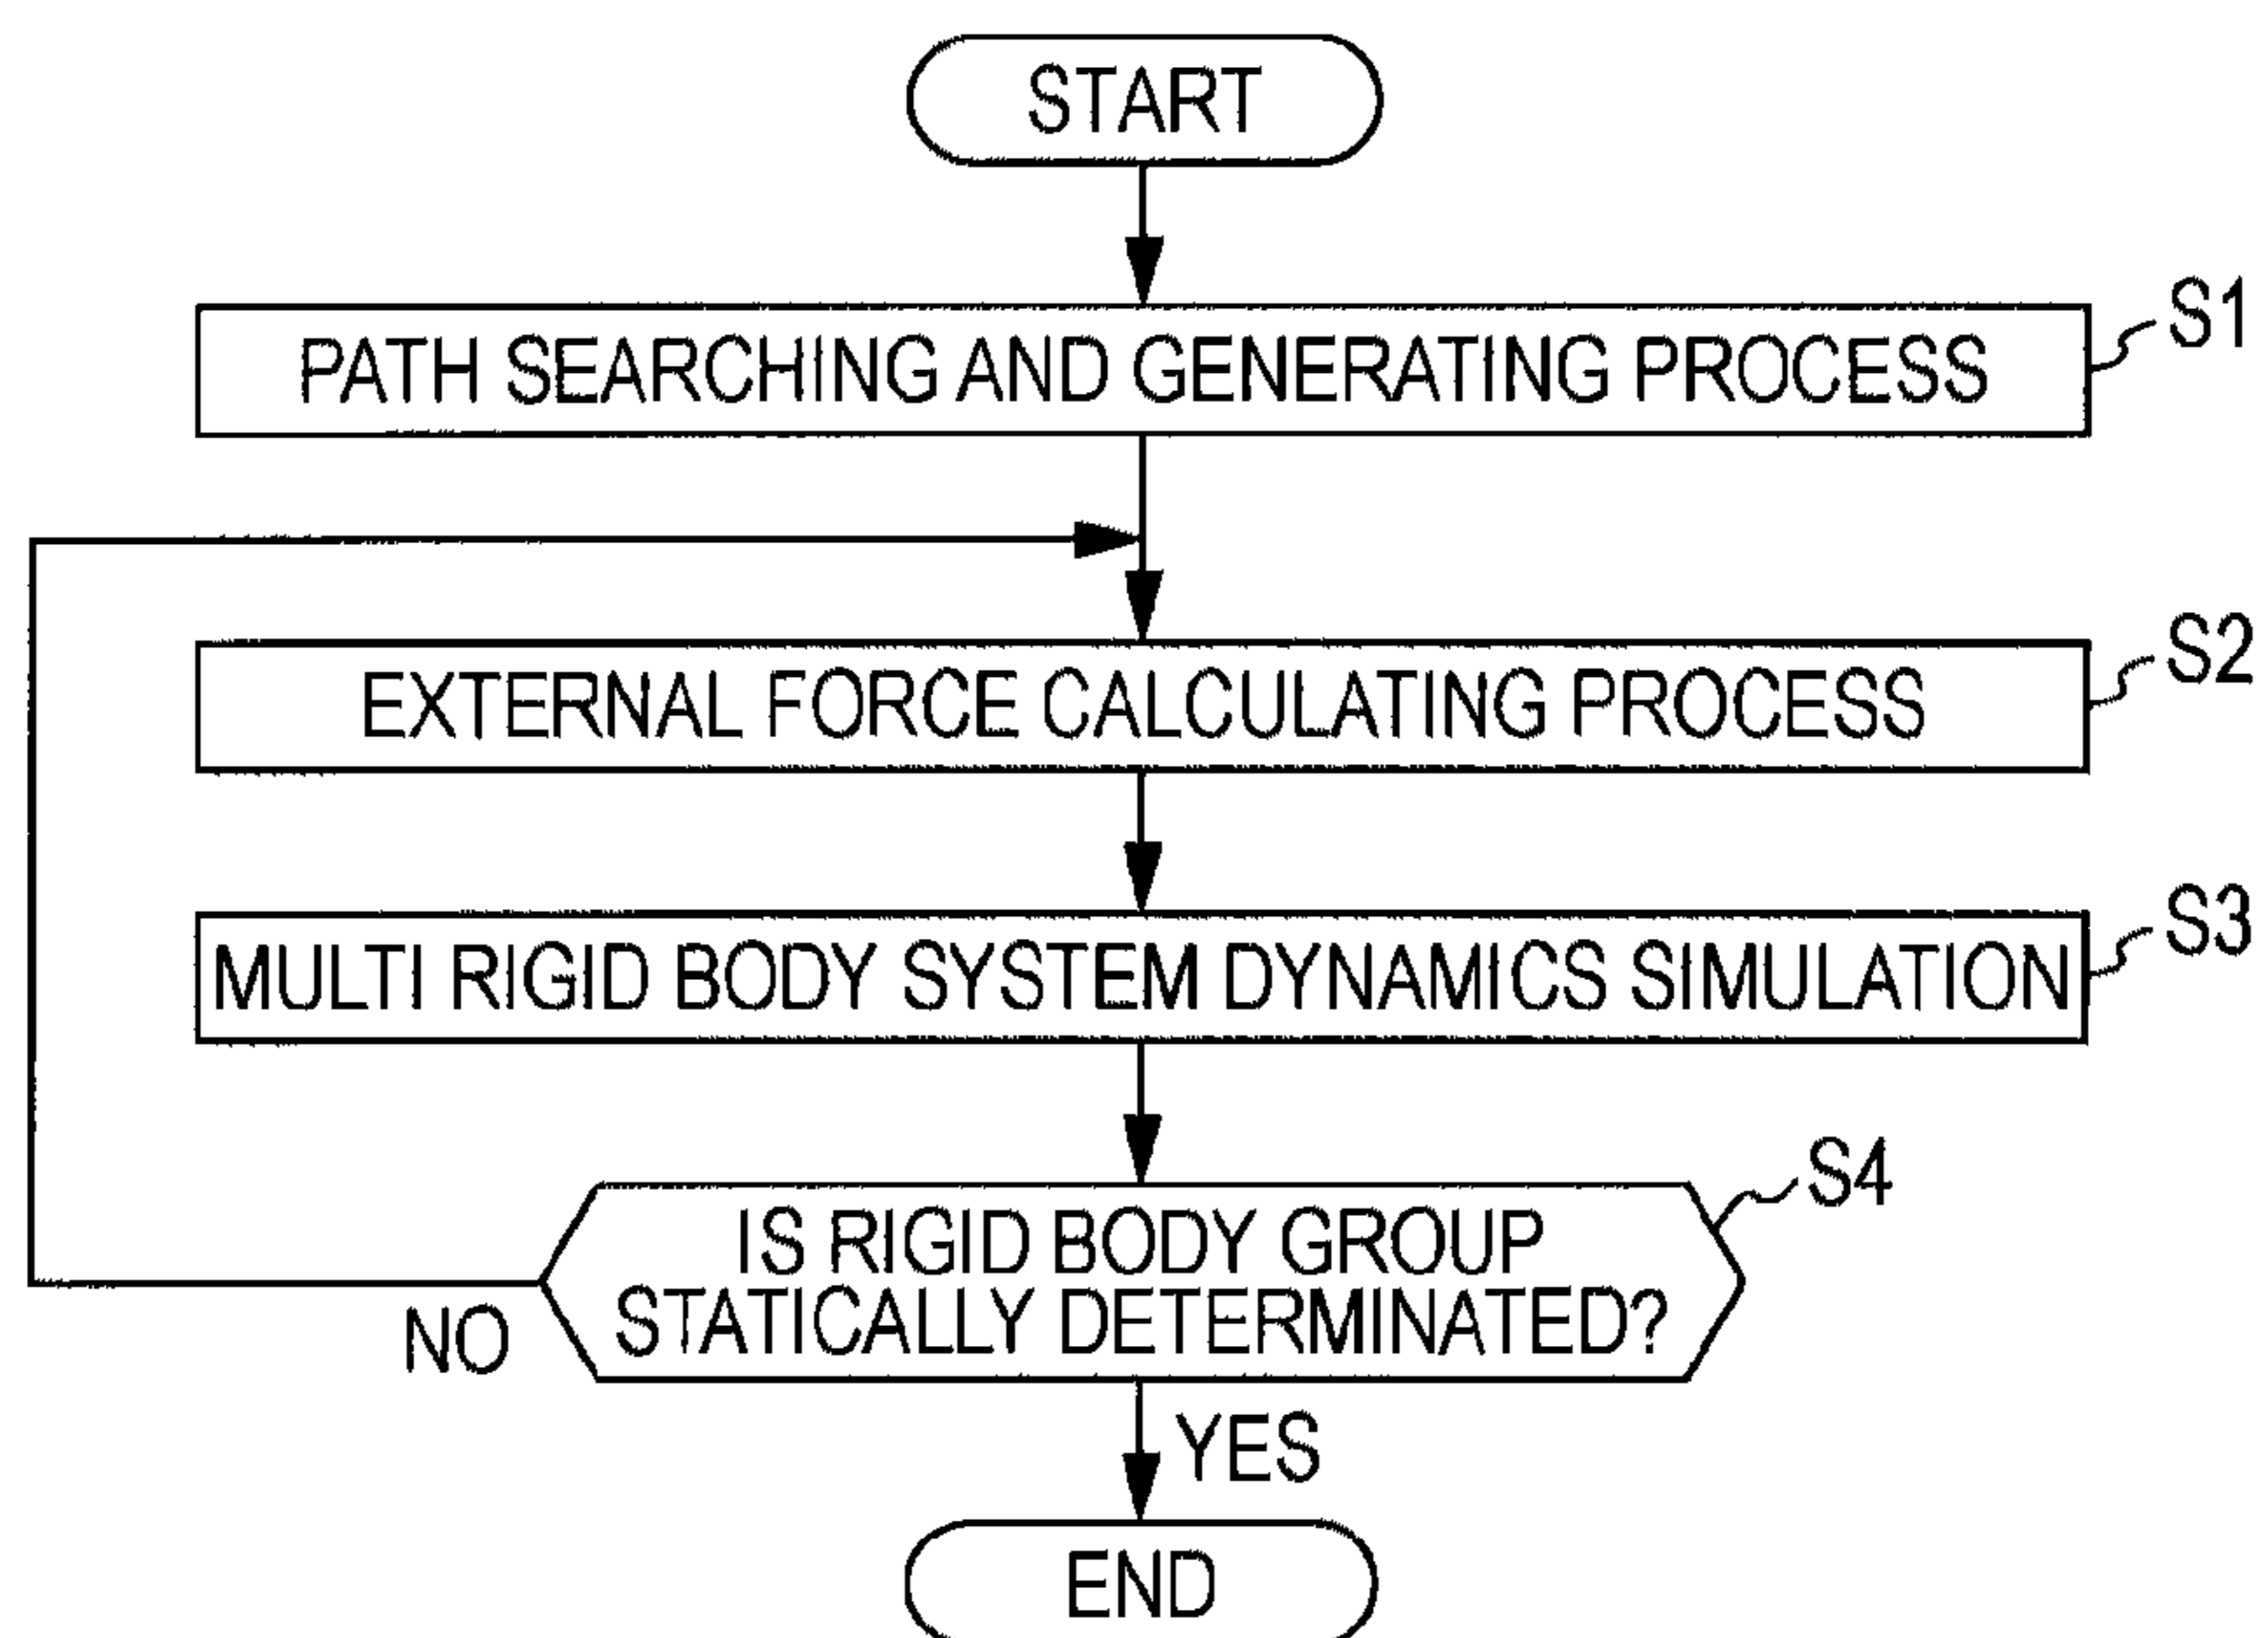 START
PATH SEARCHING AND GENERATING PROCESS
S1
EXTERNAL FORCE CALCULATING PROCESS
S2
MULTI RIGID BODY SYSTEM DYNAMICS SIMULATION
S3
IS RIGID BODY GROUP
STATICALLY DETERMINATED?
S4
NO
YES
END